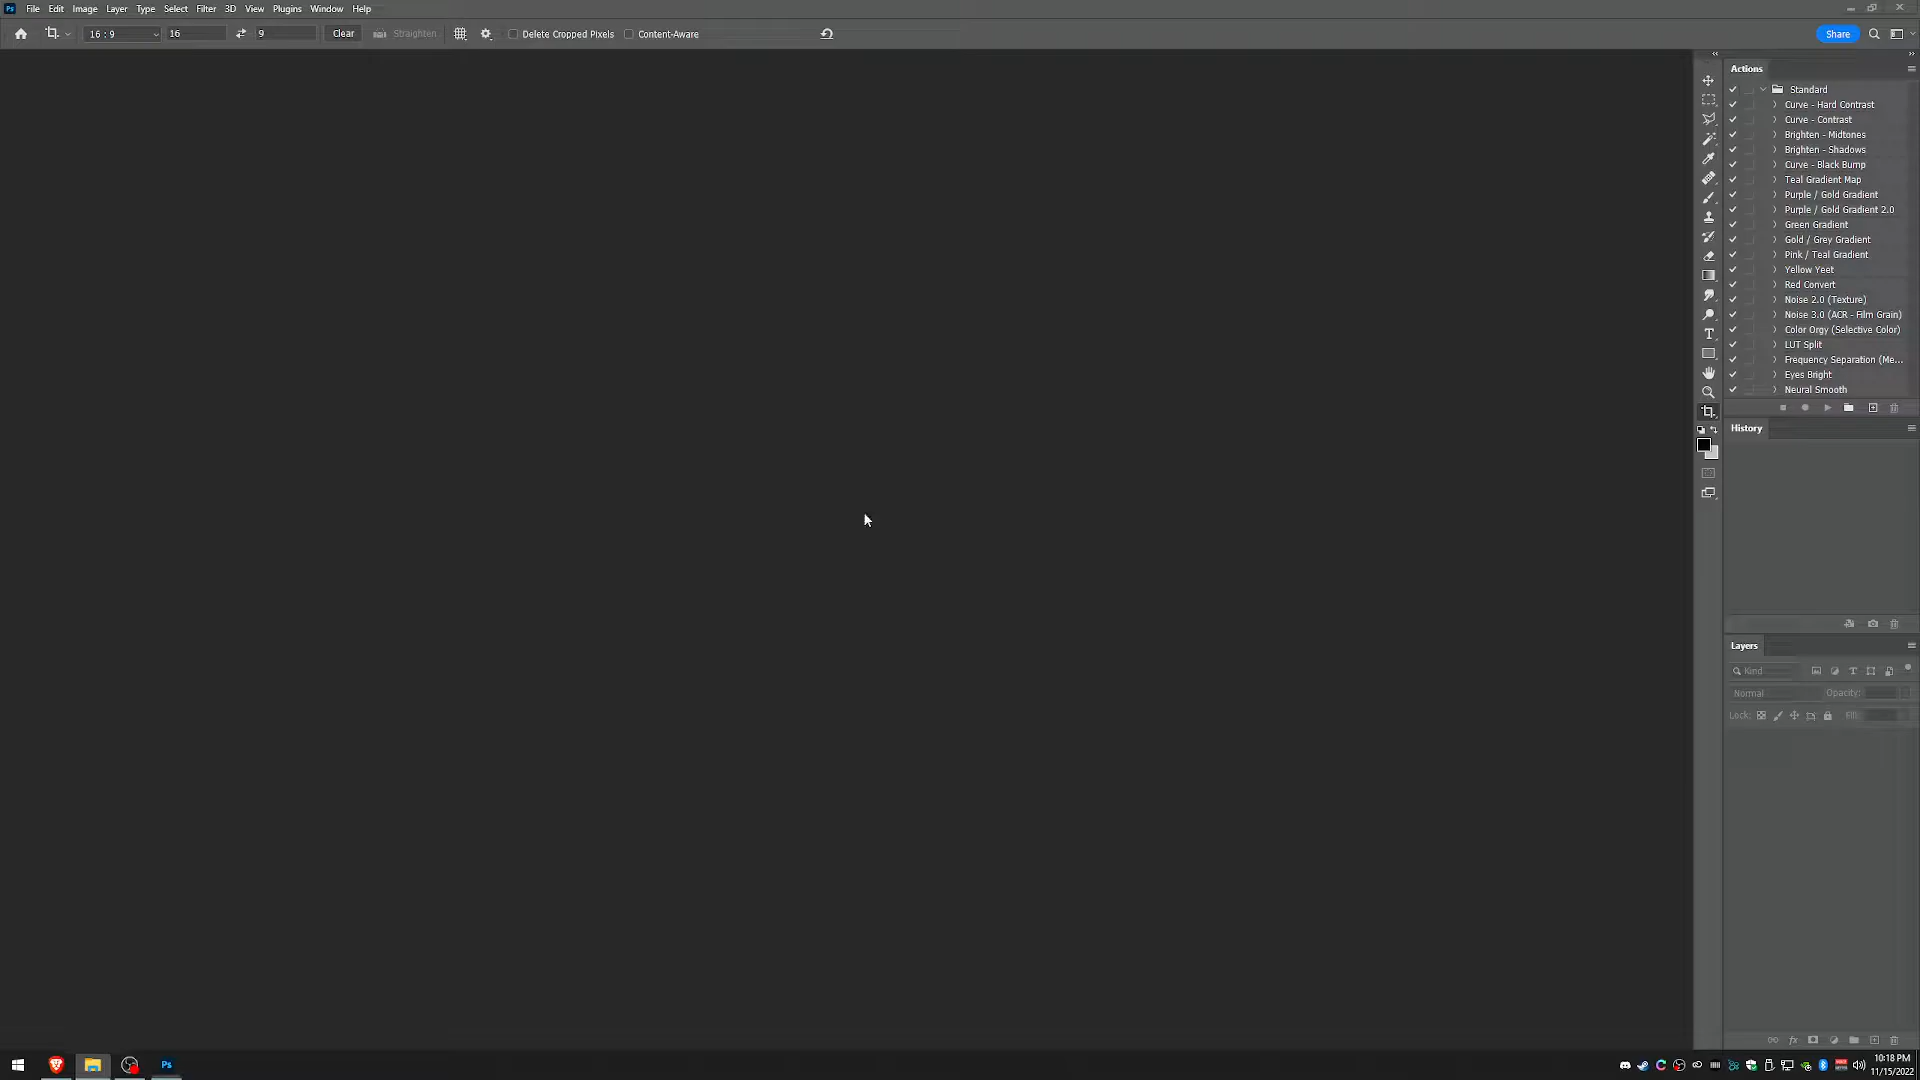 Ps File Edit Image Layer Type Select Filter 3D View Plugins Window Help
16 : 9 16 9 Clear Straighten Delete Cropped Pixels Content-Aware Share
Actions
Standard
Curve - Hard Contrast
Curve - Contrast
Brighten - Midtones
Brighten - Shadows
Curve - Black Bump
Teal Gradient Map
Purple / Gold Gradient
Purple / Gold Gradient 2.0
Green Gradient
Gold / Grey Gradient
Pink / Teal Gradient
Yellow Yeet
Red Convert
Noise 2.0 (Texture)
Noise 3.0 (ACR - Film Grain)
Color Orgy (Selective Color)
LUT Split
Frequency Separation (Me...
Eyes Bright
Neural Smooth
History
Layers
Kind
Normal Opacity:
Lock: Fill:
fx
Ps
10:18 PM
11/15/2022